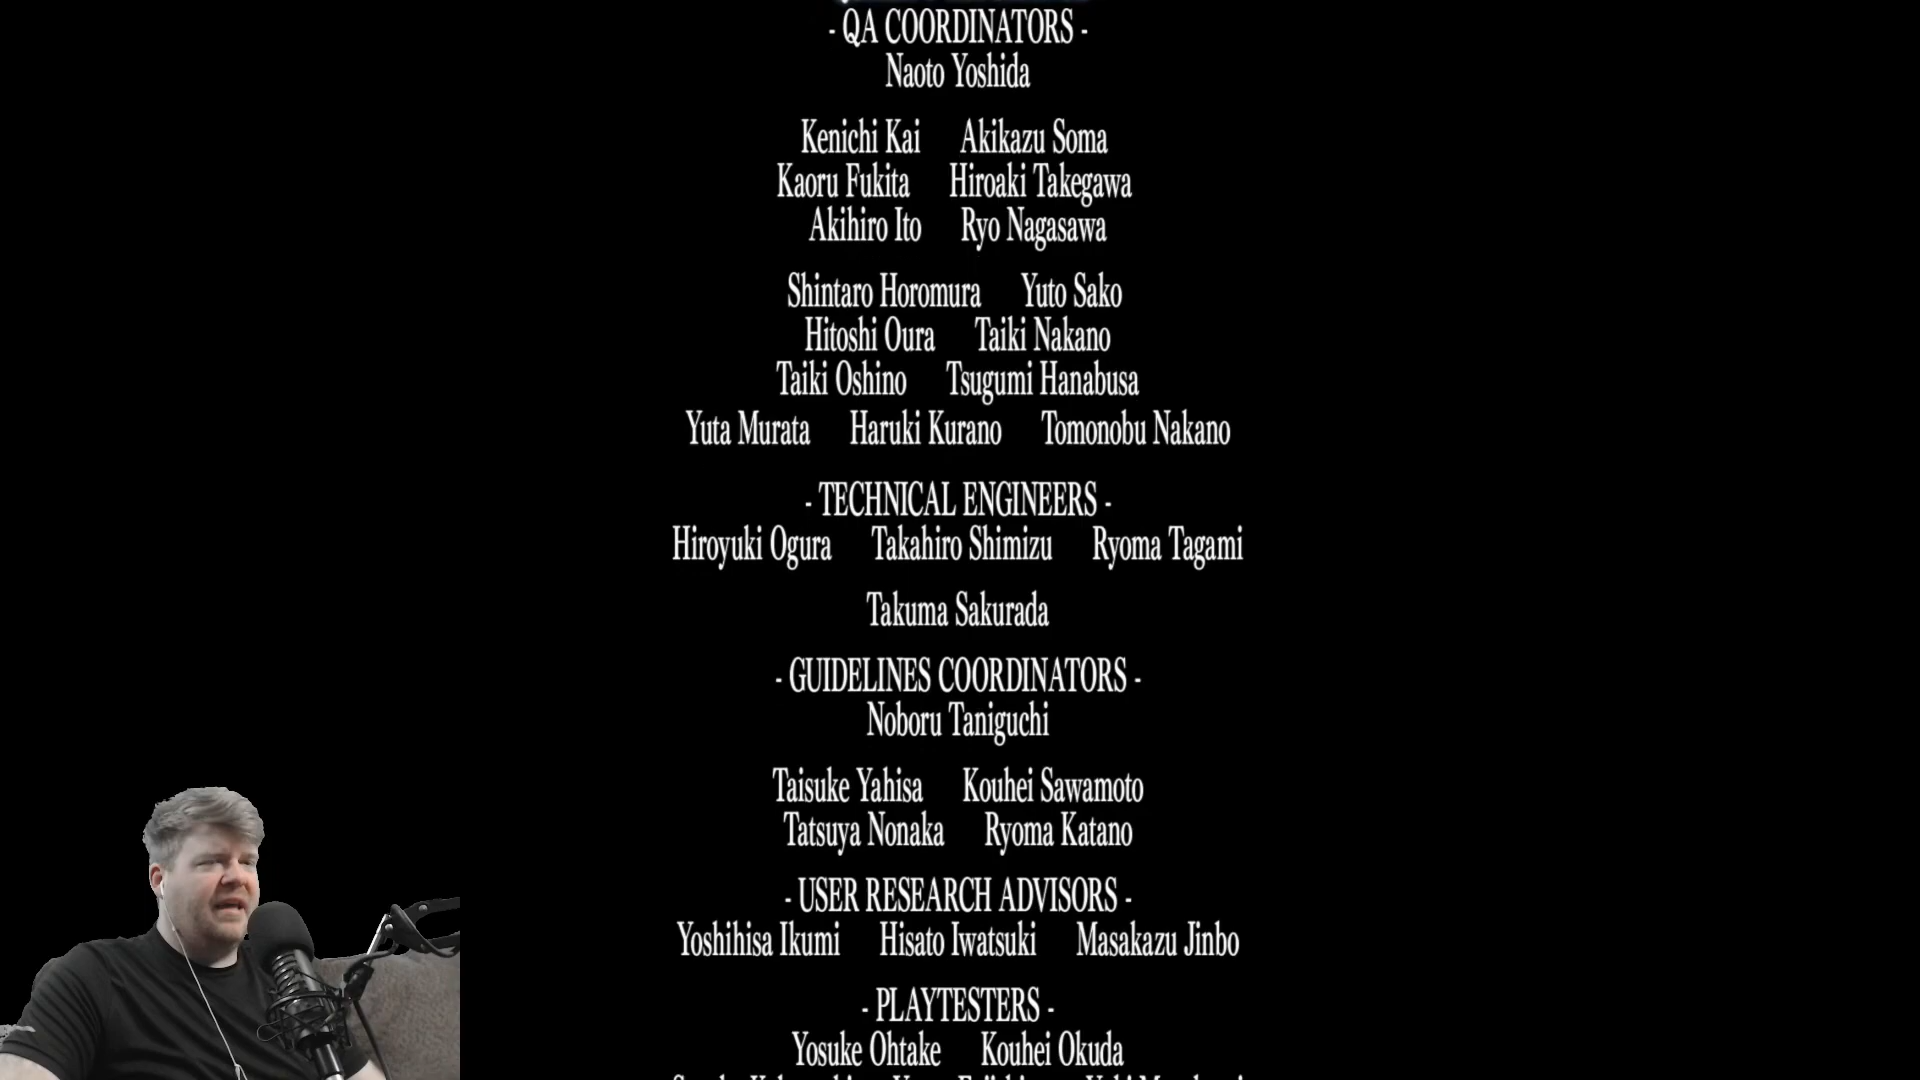 - QA COORDINATORS -
Naoto Yoshida
Kenichi Kai Akikazu Soma
Kaoru Fukita Hiroaki Takegawa
Akihiro Ito Ryo Nagasawa
Shintaro Horomura Yuto Sako
Hitoshi Oura Taiki Nakano
Taiki Oshino Tsugumi Hanabusa
Yuta Murata Haruki Kurano Tomonobu Nakano
- TECHNICAL ENGINEERS -
Hiroyuki Ogura Takahiro Shimizu Ryoma Tagami
Takuma Sakurada
- GUIDELINES COORDINATORS -
Noboru Taniguchi
Taisuke Yahisa Kouhei Sawamoto
Tatsuya Nonaka Ryoma Katano
- USER RESEARCH ADVISORS -
Yoshihisa Ikumi Hisato Iwatsuki Masakazu Jinbo
- PLAYTESTERS -
Yosuke Ohtake Kouhei Okuda